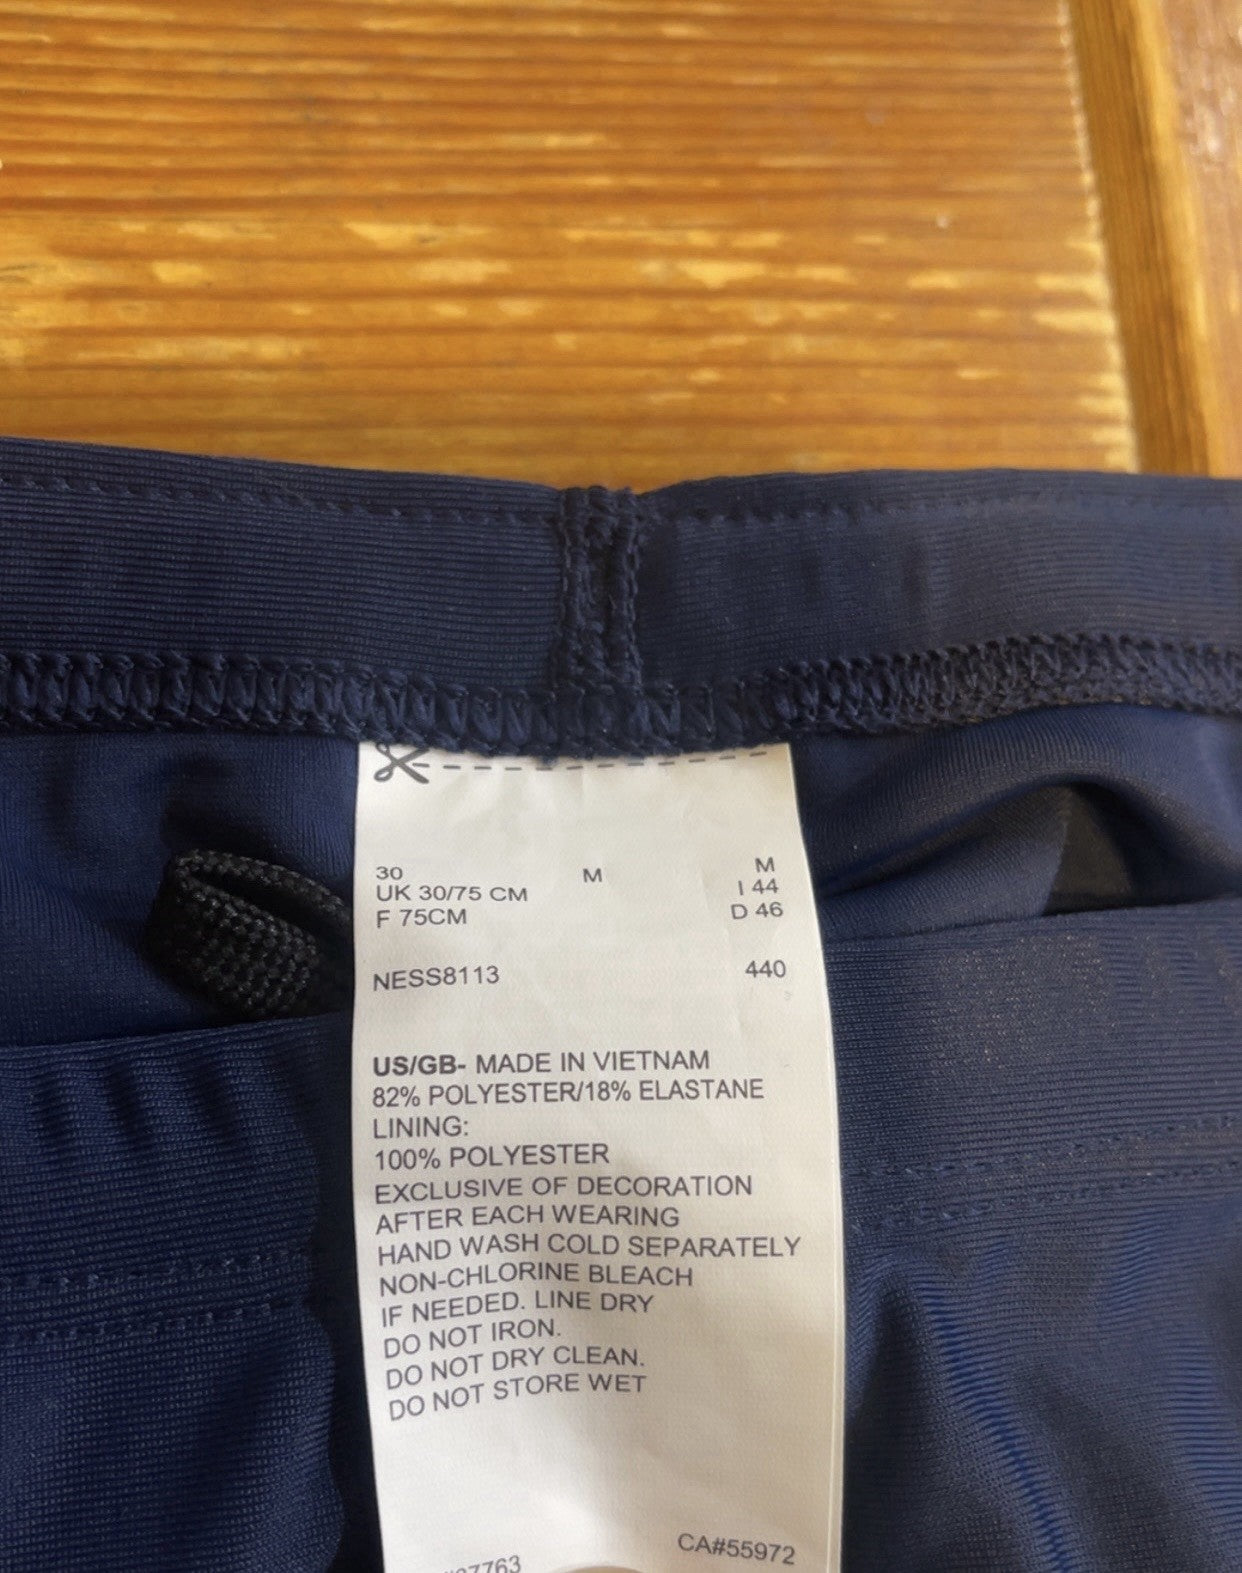 30 M M
UK 30/75 CM I 44
F 75CM D 46
NESS8113 440
US/GB- MADE IN VIETNAM
82% POLYESTER/18% ELASTANE
LINING:
100% POLYESTER
EXCLUSIVE OF DECORATION
AFTER EACH WEARING
HAND WASH COLD SEPARATELY
NON-CHLORINE BLEACH
IF NEEDED. LINE DRY
DO NOT IRON.
DO NOT DRY CLEAN.
DO NOT STORE WET
CA#55972